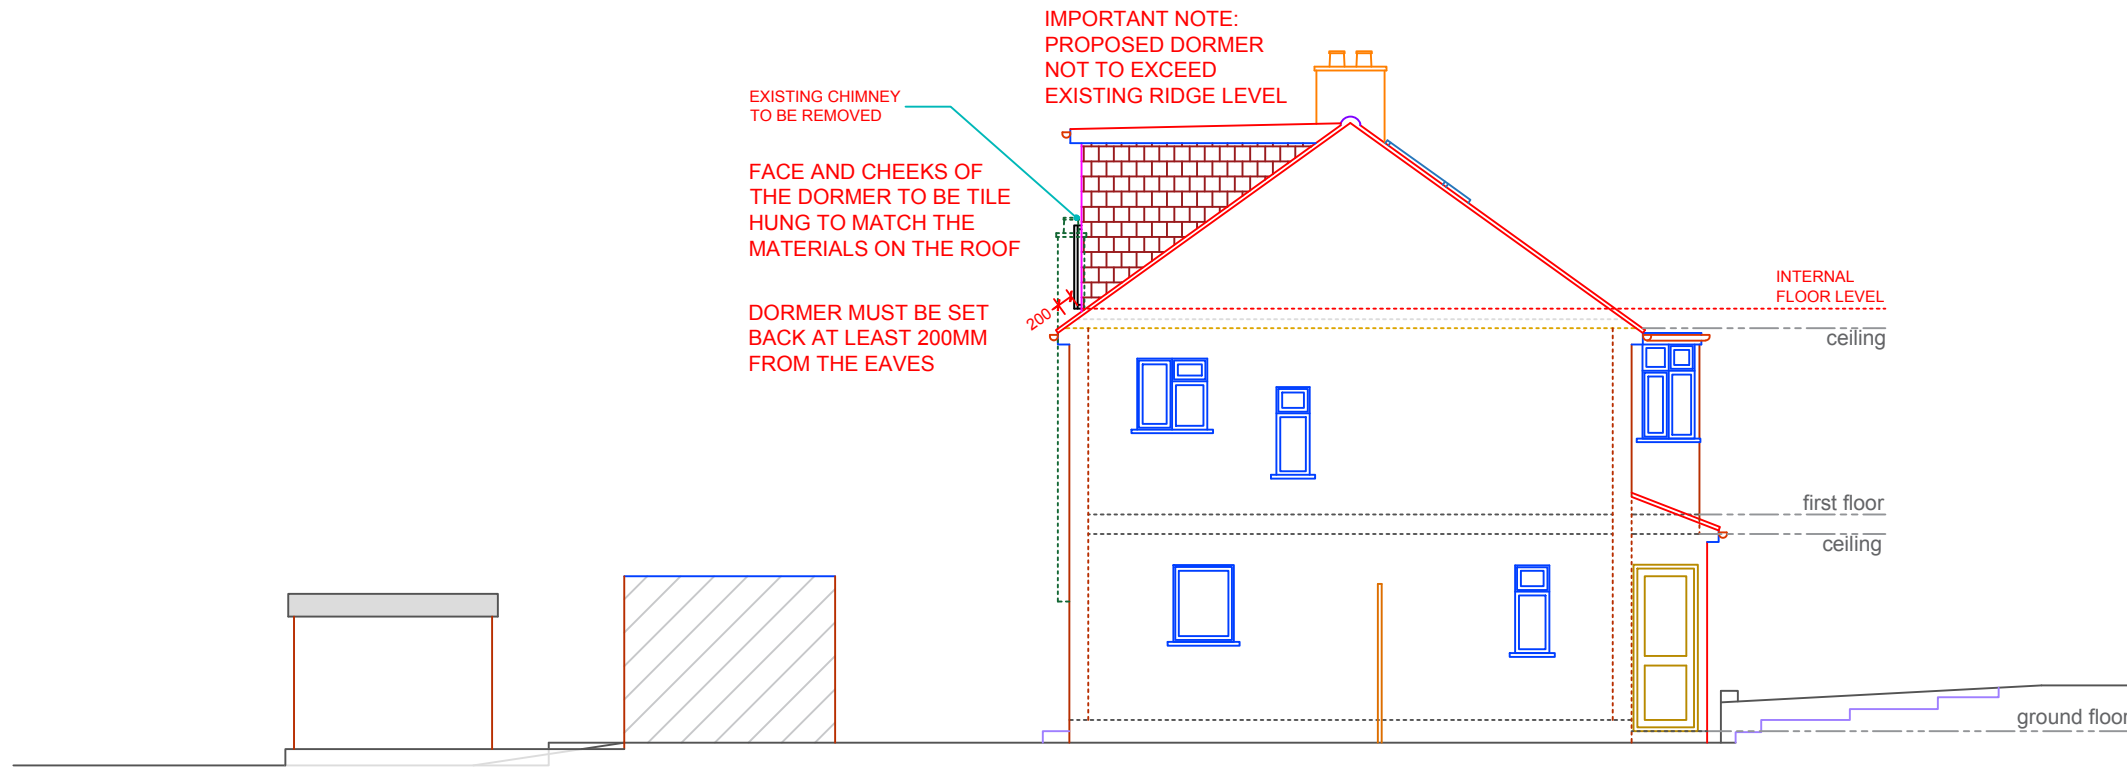 IMPORTANT NOTE:
PROPOSED DORMER
NOT TO EXCEED
EXISTING RIDGE LEVEL
EXISTING CHIMNEY
TO BE REMOVED
FACE AND CHEEKS OF
THE DORMER TO BE TILE
HUNG TO MATCH THE
MATERIALS ON THE ROOF
DORMER MUST BE SET
BACK AT LEAST 200MM
FROM THE EAVES
200
INTERNAL
FLOOR LEVEL
ceiling
first floor
ceiling
ground floor